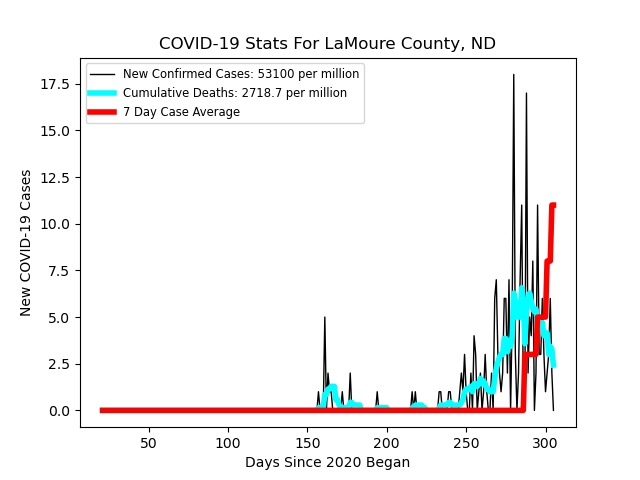 COVID-19 Stats For LaMoure County, ND
New Confirmed Cases: 53100 per million
Cumulative Deaths: 2718.7 per million
7 Day Case Average
New COVID-19 Cases
17.5
15.0
12.5
10.0
7.5
5.0
2.5
0.0
50 100 150 200 250 300
Days Since 2020 Began